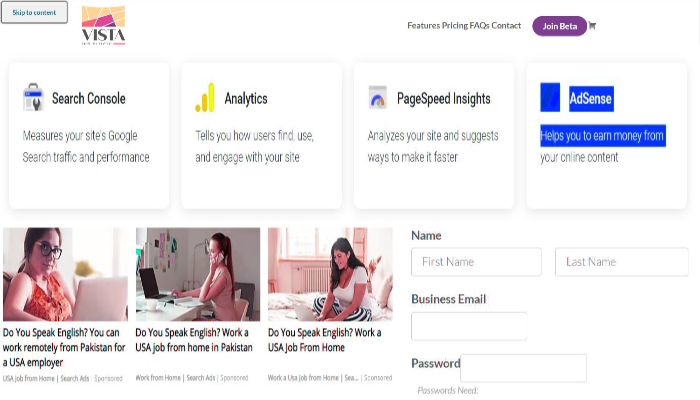 Skip to content
VISTA
Features Pricing FAQs Contact
Join Beta
Search Console
Measures your site's Google
Search traffic and performance
Analytics
Tells you how users find, use,
and engage with your site
PageSpeed Insights
Analyzes your site and suggests
ways to make it faster
AdSense
Helps you to earn money from
your online content
Do You Speak English? You can
work remotely from Pakistan for
a USA employer
USA Job from Home | Search Ads | Sponsored
Do You Speak English? Work a
USA job from home in Pakistan
Work from Home | Search Ads | Sponsored
Do You Speak English? Work a
USA Job From Home
Work a Usa Job from Home | Sea... | Sponsored
Name
First Name
Last Name
Business Email
Password
Passwords Need: